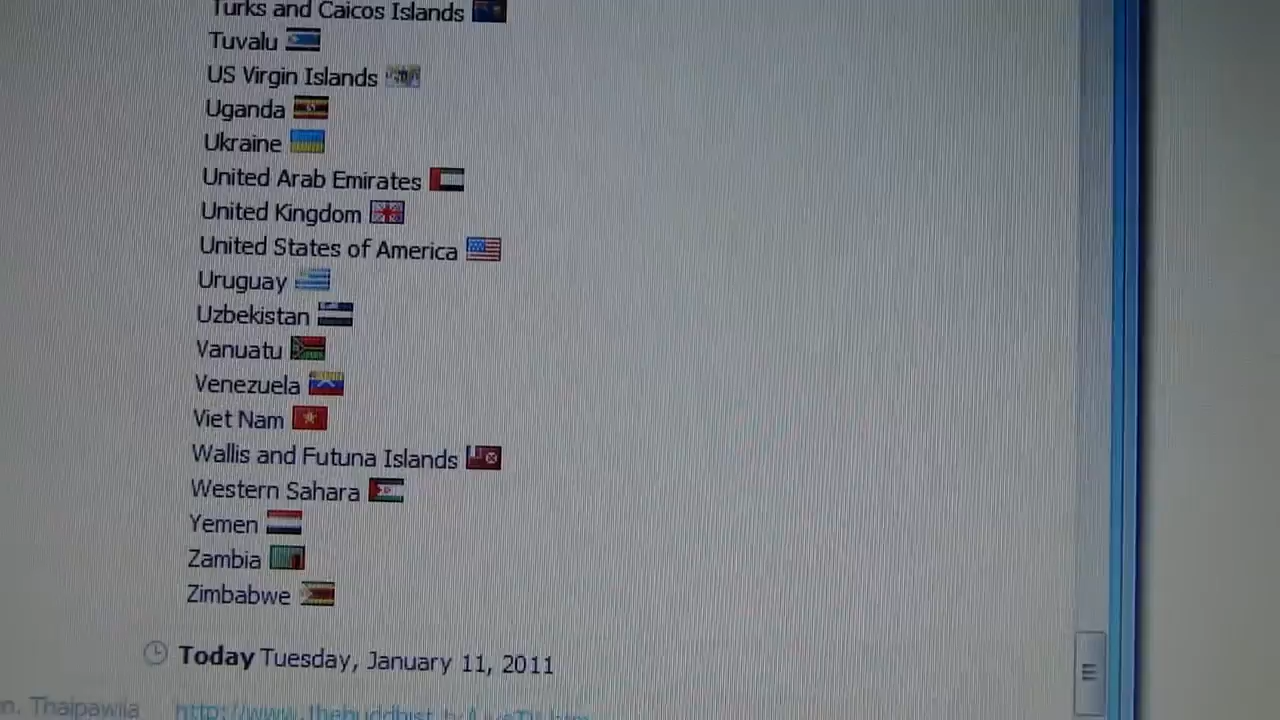 Turks and Caicos Islands
Tuvalu
US Virgin Islands
Uganda
Ukraine
United Arab Emirates
United Kingdom
United States of America
Uruguay
Uzbekistan
Vanuatu
Venezuela
Viet Nam
Wallis and Futuna Islands
Western Sahara
Yemen
Zambia
Zimbabwe
Today Tuesday, January 11, 2011